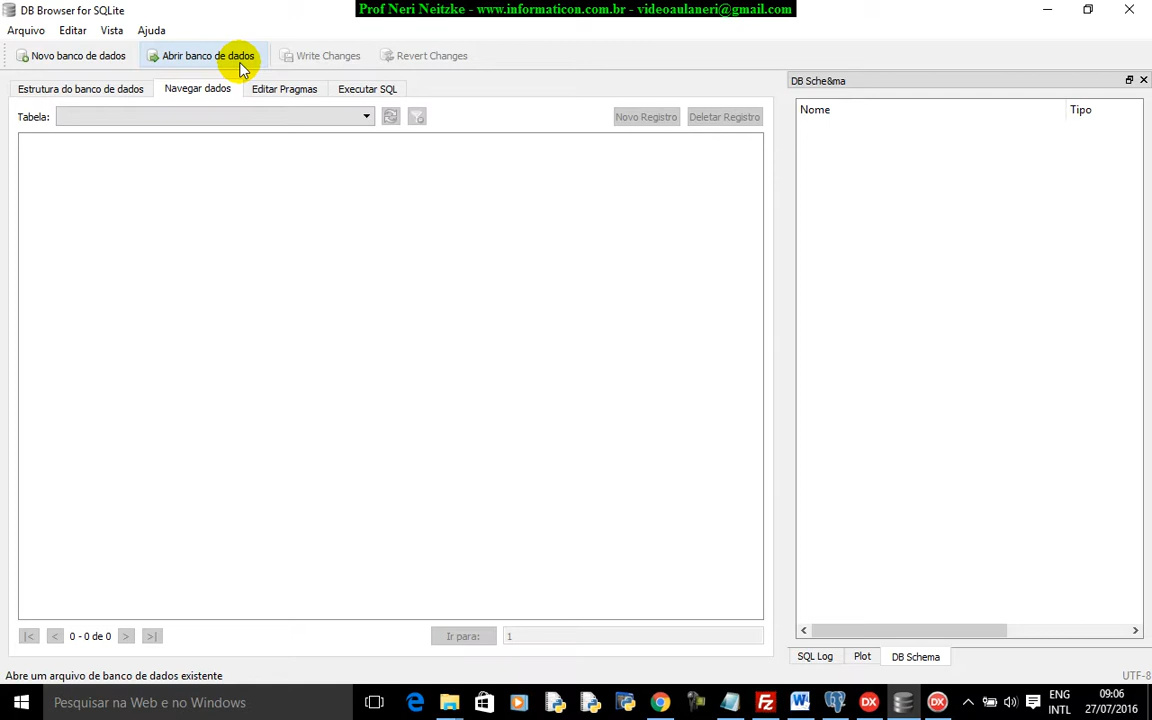 DB Browser for SQLite
Prof Neri Neitzke - www.informaticon.com.br - videoaulaneri@gmail.com
Arquivo Editar Vista Ajuda
Novo banco de dados Abrir banco de dados Write Changes Revert Changes
DB Sche&ma
Estrutura do banco de dados Navegar dados Editar Pragmas Executar SQL
Tabela: Novo Registro Deletar Registro
Nome Tipo
|< < 0 - 0 de 0 > >| Ir para: 1
SQL Log Plot DB Schema
Abre um arquivo de banco de dados existente
UTF-8
Pesquisar na Web e no Windows
ENG
INTL
09:06
27/07/2016